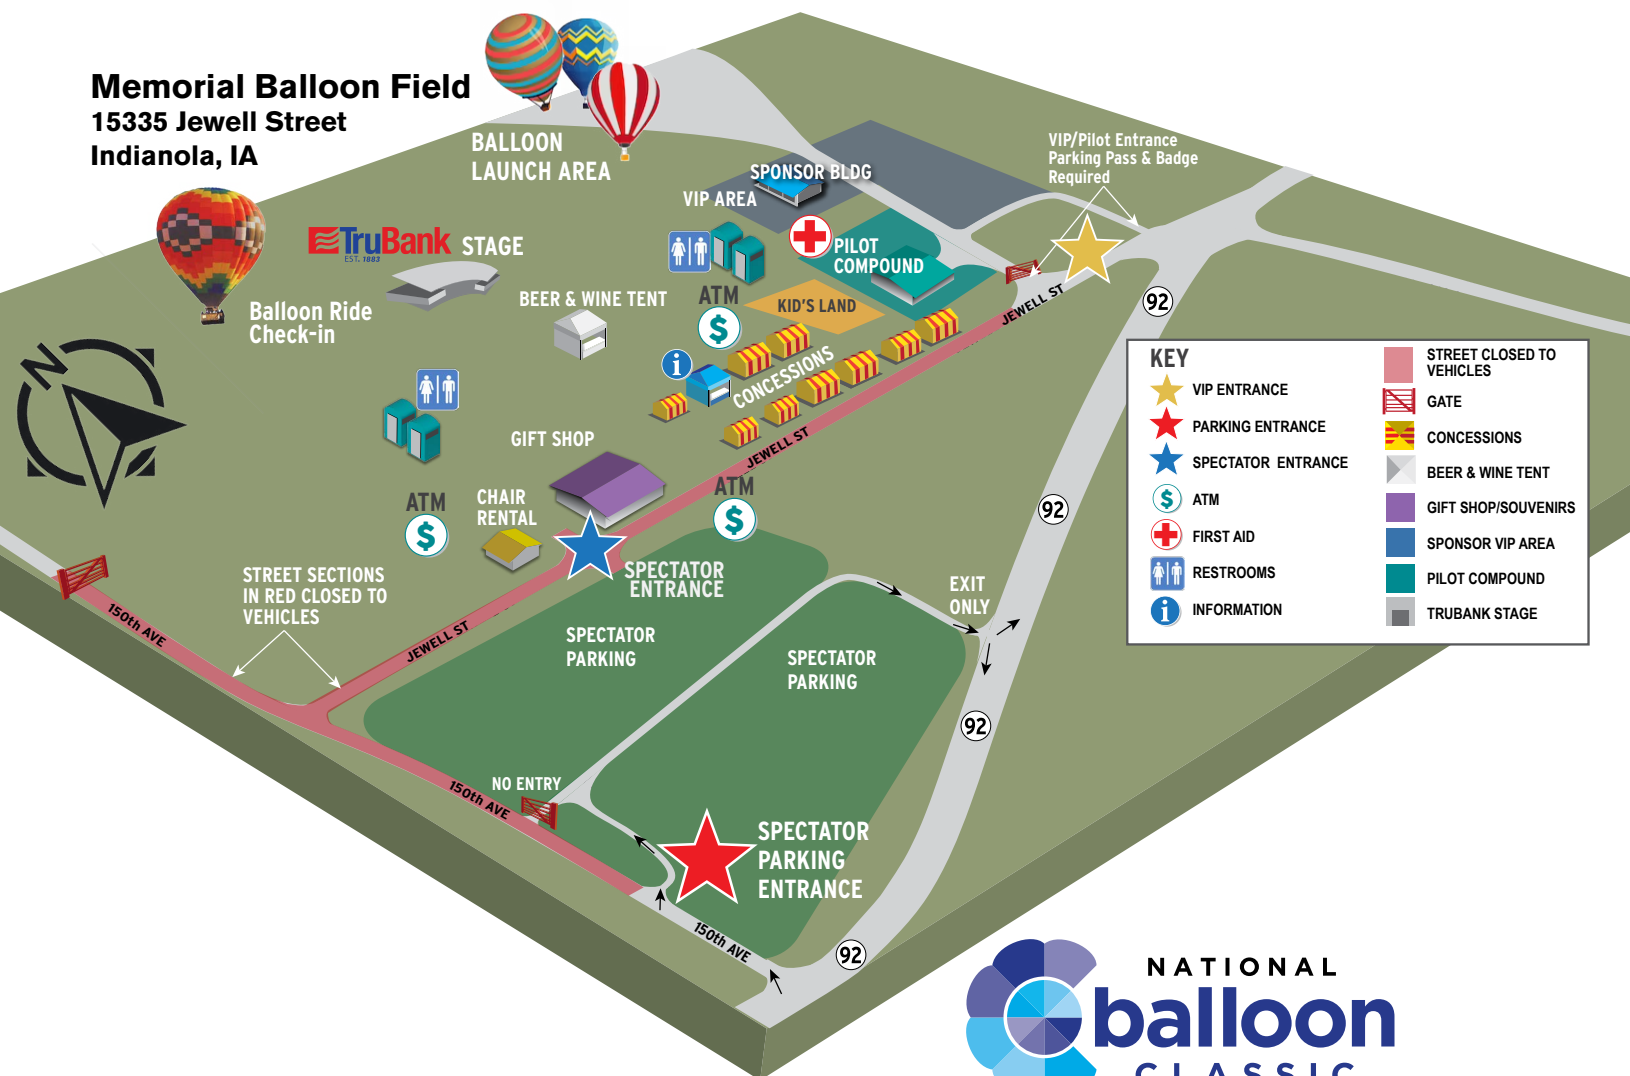 Memorial Balloon Field
15335 Jewell Street
Indianola, IA
BALLOON
LAUNCH AREA
VIP/Pilot Entrance
Parking Pass & Badge
Required
SPONSOR BLDG
VIP AREA
TruBank
EST. 1883
STAGE
PILOT
COMPOUND
BEER & WINE TENT
ATM
$
KID'S LAND
JEWELL ST
92
Balloon Ride
Check-in
N
i
CONCESSIONS
GIFT SHOP
JEWELL ST
ATM
$
CHAIR
RENTAL
ATM
$
92
SPECTATOR
ENTRANCE
STREET SECTIONS
IN RED CLOSED TO
VEHICLES
150th AVE
JEWELL ST
EXIT
ONLY
SPECTATOR
PARKING
SPECTATOR
PARKING
92
NO ENTRY
150th AVE
SPECTATOR
PARKING
ENTRANCE
150th AVE
92
KEY
VIP ENTRANCE
PARKING ENTRANCE
SPECTATOR ENTRANCE
$
ATM
FIRST AID
RESTROOMS
i
INFORMATION
STREET CLOSED TO
VEHICLES
GATE
CONCESSIONS
BEER & WINE TENT
GIFT SHOP/SOUVENIRS
SPONSOR VIP AREA
PILOT COMPOUND
TRUBANK STAGE
NATIONAL
balloon
CLASSIC